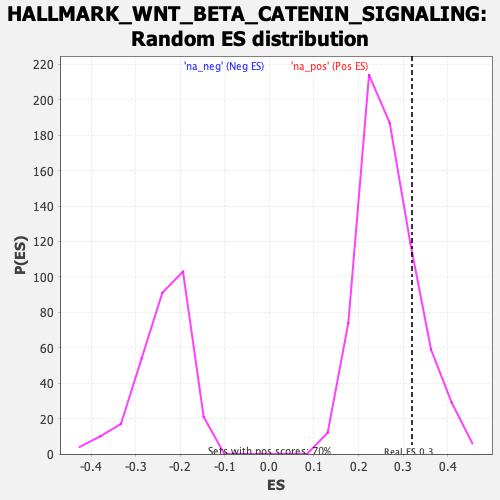 HALLMARK_WNT_BETA_CATENIN_SIGNALING:
Random ES distribution
'na_neg' (Neg ES) 'na_pos' (Pos ES)
220
200
180
160
140
120
100
80
60
40
20
0
P(ES)
Sets with pos scores: 70%
Real ES 0.3
-0.4 -0.3 -0.2 -0.1 0.0 0.1 0.2 0.3 0.4
ES